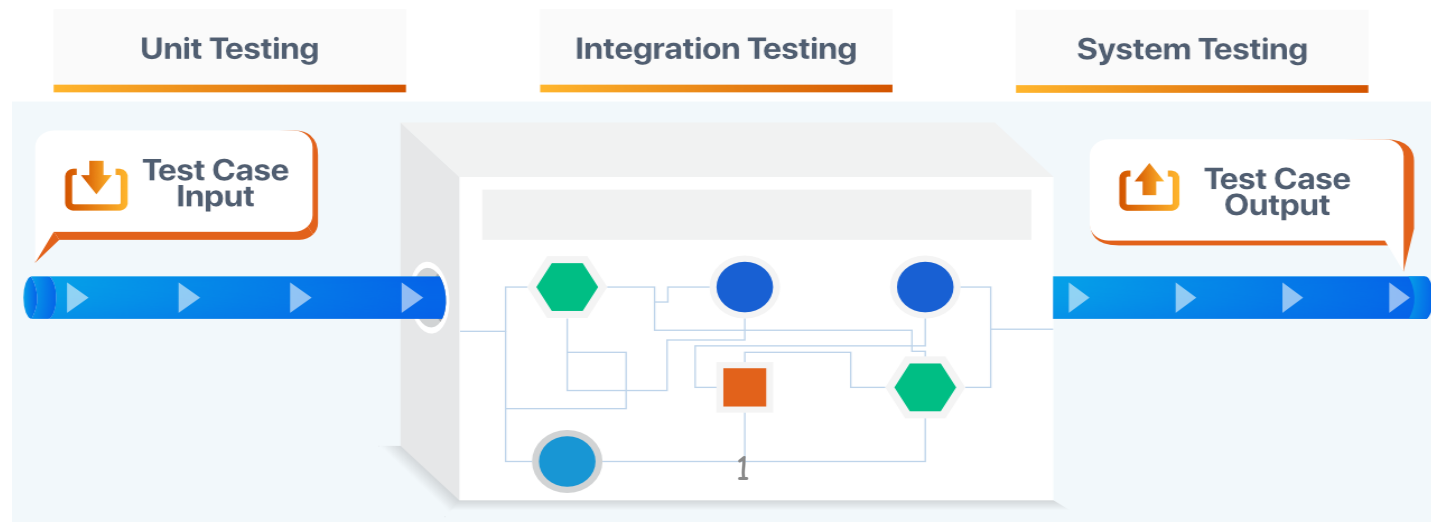 Unit Testing
Integration Testing
System Testing
Test Case
Input
Test Case
Output
1